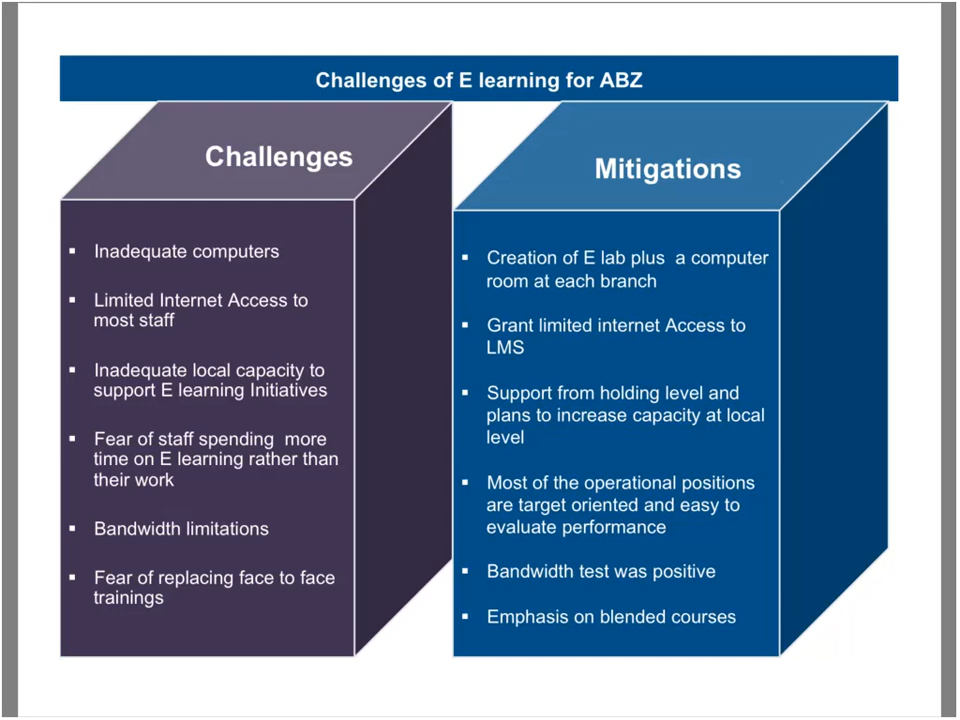 Challenges of E learning for ABZ
Challenges
▪ Inadequate computers
▪ Limited Internet Access to
most staff
▪ Inadequate local capacity to
support E learning Initiatives
▪ Fear of staff spending  more
time on E learning rather than
their work
▪ Bandwidth limitations
▪ Fear of replacing face to face
trainings
Mitigations
▪ Creation of E lab plus  a computer
room at each branch
▪ Grant limited internet Access to
LMS
▪ Support from holding level and
plans to increase capacity at local
level
▪ Most of the operational positions
are target oriented and easy to
evaluate performance
▪ Bandwidth test was positive
▪ Emphasis on blended courses